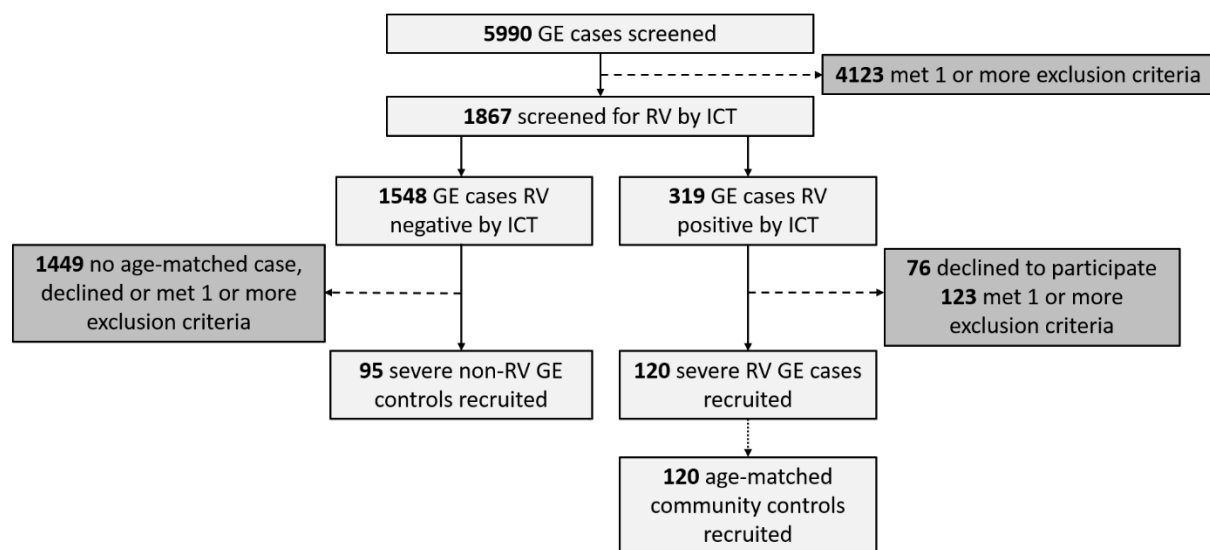 5990 GE cases screened
4123 met 1 or more exclusion criteria
1867 screened for RV by ICT
1548 GE cases RV
negative by ICT
319 GE cases RV
positive by ICT
1449 no age-matched case,
declined or met 1 or more
exclusion criteria
76 declined to participate
123 met 1 or more
exclusion criteria
95 severe non-RV GE
controls recruited
120 severe RV GE cases
recruited
120 age-matched
community controls
recruited